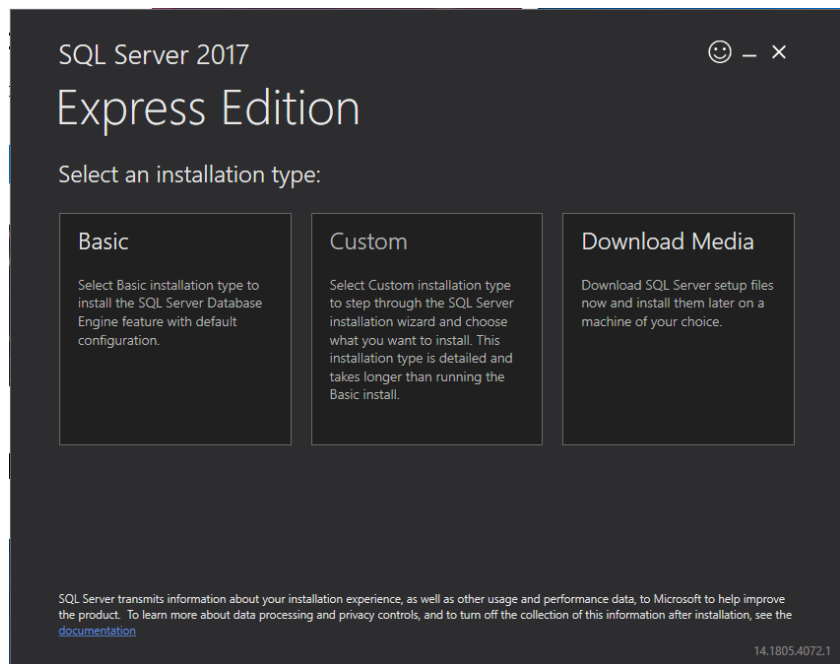 SQL Server 2017
Express Edition
Select an installation type:
Basic
Select Basic installation type to
install the SQL Server Database
Engine feature with default
configuration.
Custom
Select Custom installation type
to step through the SQL Server
installation wizard and choose
what you want to install. This
installation type is detailed and
takes longer than running the
Basic install.
Download Media
Download SQL Server setup files
now and install them later on a
machine of your choice.
SQL Server transmits information about your installation experience, as well as other usage and performance data, to Microsoft to help improve
the product.  To learn more about data processing and privacy controls, and to turn off the collection of this information after installation, see the
documentation
14.1805.4072.1